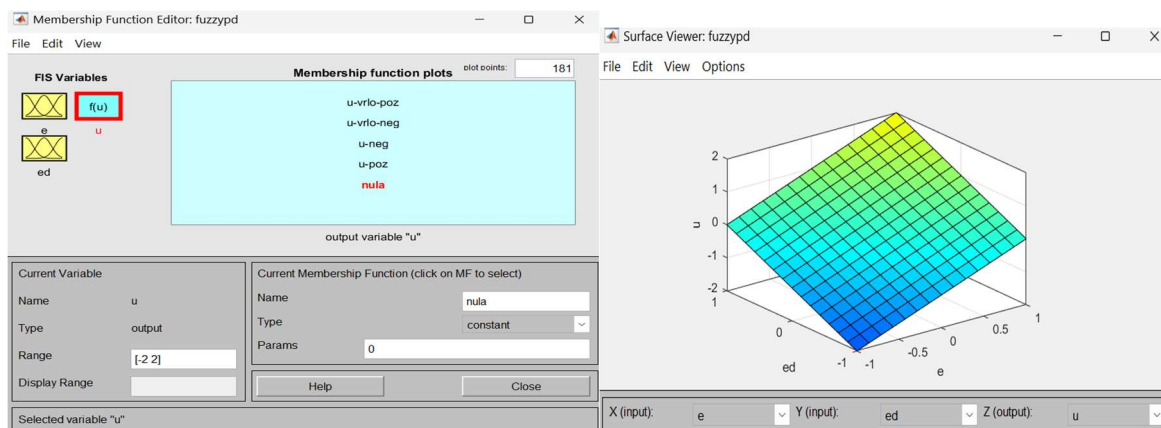 Membership Function Editor: fuzzypd
File Edit View
FIS Variables
f(u)
e
u
ed
Membership function plots
plot points:
181
u-vrlo-poz
u-vrlo-neg
u-neg
u-poz
nula
output variable "u"
Current Variable
Name u
Type output
Range [-2 2]
Display Range
Current Membership Function (click on MF to select)
Name nula
Type constant
Params 0
Help Close
Selected variable "u"
Surface Viewer: fuzzypd
File Edit View Options
2
1
0
-1
-2
u
1
0
-1
ed
-1
-0.5
0
0.5
1
e
X (input): e Y (input): ed Z (output): u